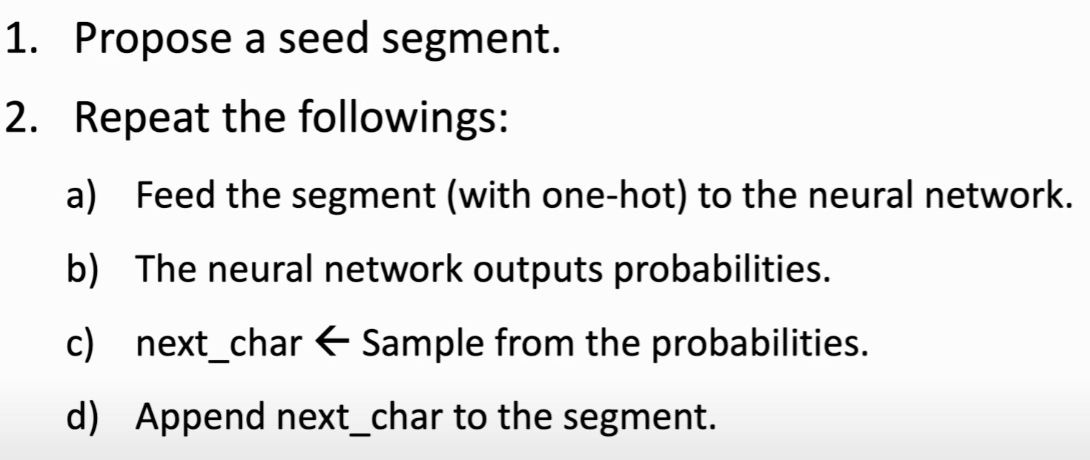 1. Propose a seed segment.
2. Repeat the followings:
a) Feed the segment (with one-hot) to the neural network.
b) The neural network outputs probabilities.
c) next_char ← Sample from the probabilities.
d) Append next_char to the segment.